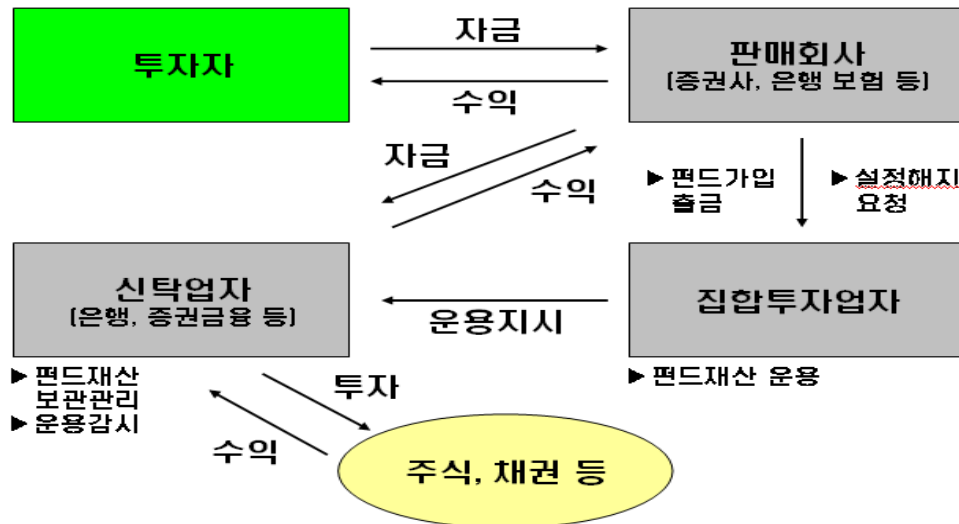 투자자
자금
수익
판매회사
(증권사, 은행 보험 등)
자금
수익
▶ 펀드가입
출금
▶ 설정해지
요청
신탁업자
(은행, 증권금융 등)
운용지시
집합투자업자
▶ 펀드재산
보관관리
▶ 운용감시
▶ 펀드재산 운용
투자
수익
주식, 채권 등